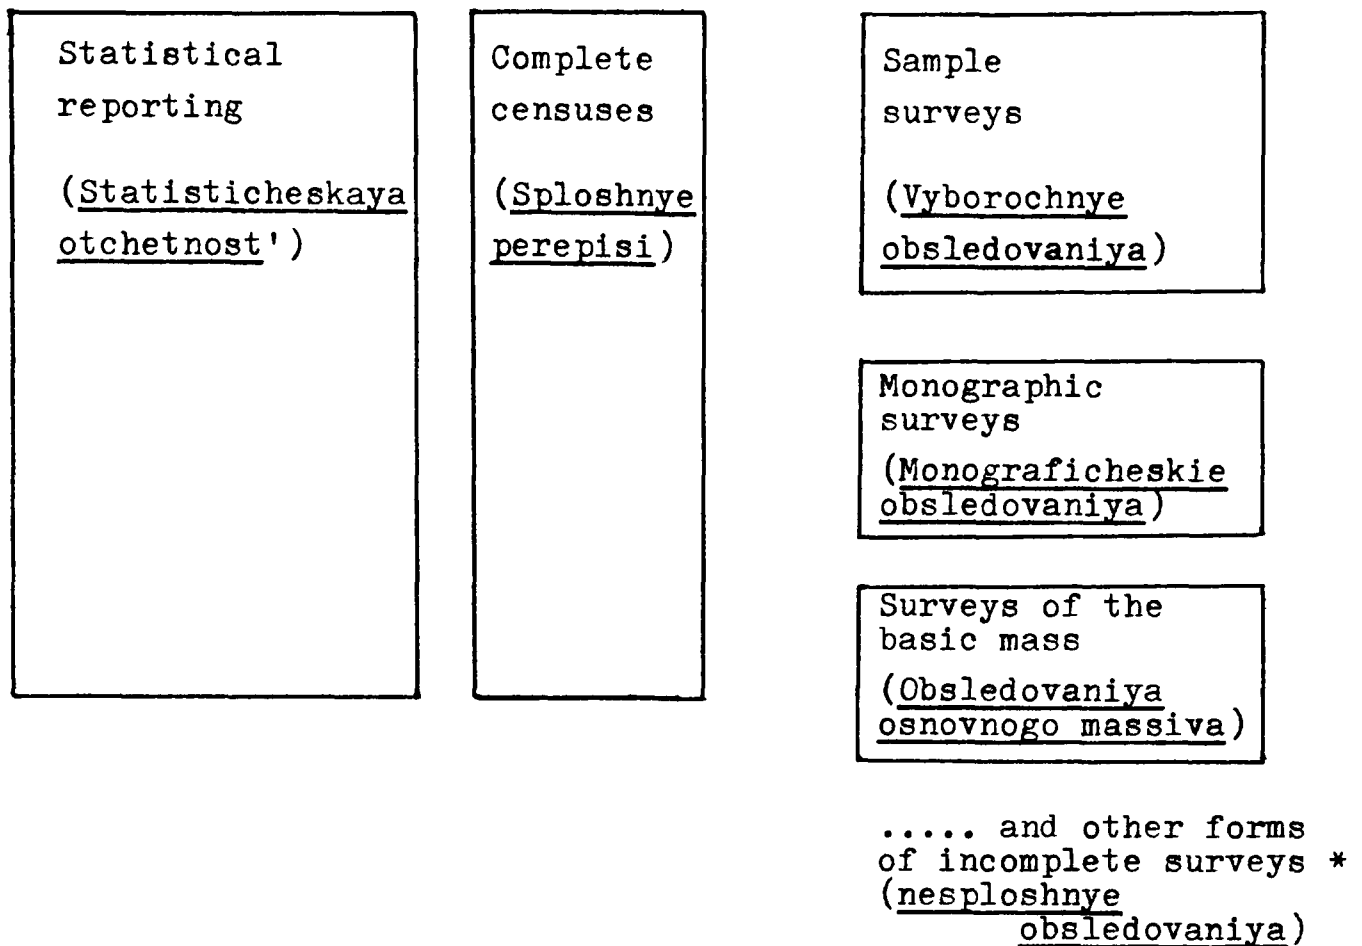 Statistical
reporting
(Statisticheskaya
otchetnost')
Complete
censuses
(Sploshnye
perepisi)
Sample
surveys
(Vyborochnye
obsledovaniya)
Monographic
surveys
(Monograficheskie
obsledovaniya)
Surveys of the
basic mass
(Obsledovaniya
osnovnogo massiva)
..... and other forms
of incomplete surveys *
(nesploshnye
obsledovaniya)